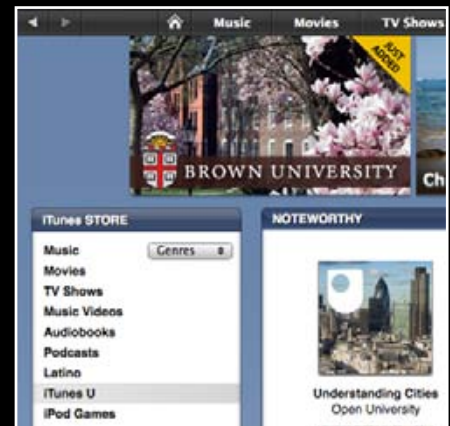 Music Movies TV Shows
JUST
ADDED
BROWN UNIVERSITY
Ch
iTunes STORE
Music Genres
Movies
TV Shows
Music Videos
Audiobooks
Podcasts
Latino
iTunes U
iPod Games
NOTEWORTHY
Understanding Cities
Open University